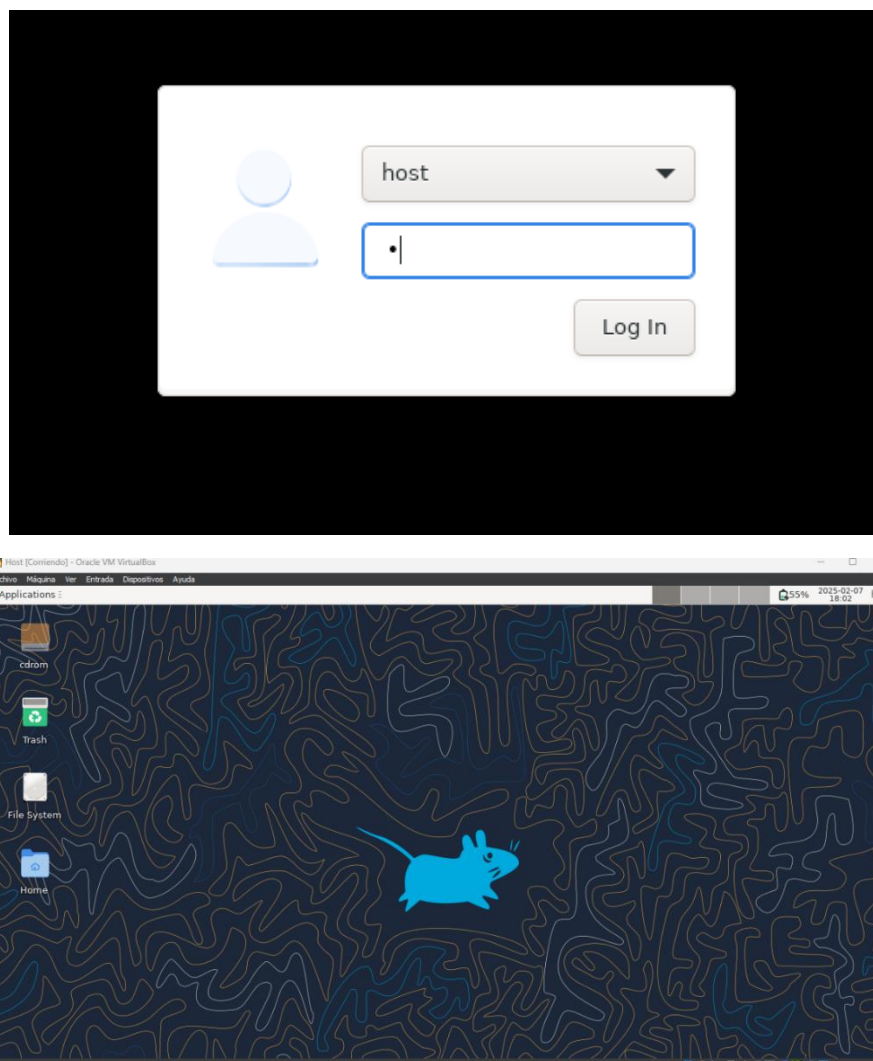 host
•
Log In
Host [Corriendo] - Oracle VM VirtualBox
chivo Máquina Ver Entrada Dispositivos Ayuda
Applications 55% 2025-02-07
18:02
cdrom
Trash
File System
Home